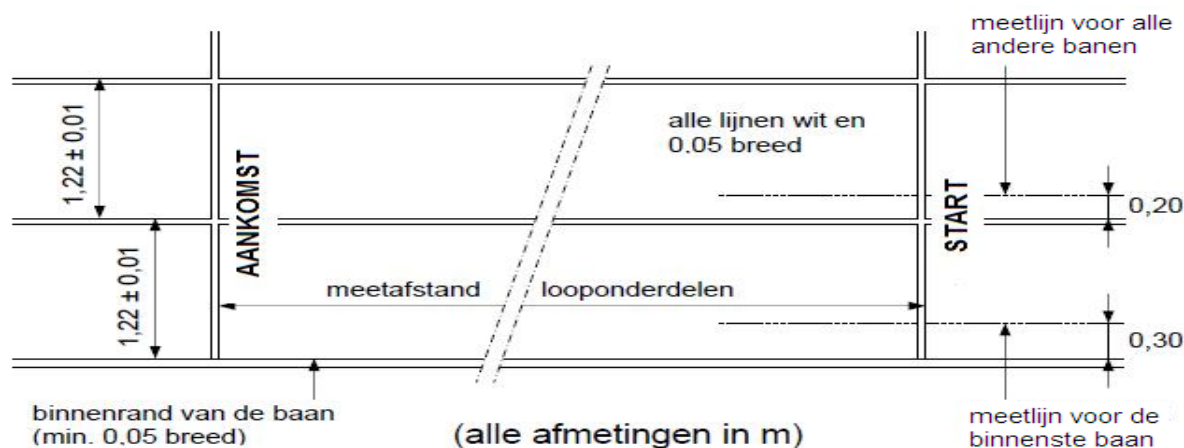 meetlijn voor alle
andere banen
1,22 ± 0,01
alle lijnen wit en
0,05 breed
AANKOMST
START
0,20
1,22 ± 0,01
meetafstand looponderdelen
0,30
binnenrand van de baan
(min. 0,05 breed)
(alle afmetingen in m)
meetlijn voor de
binnenste baan